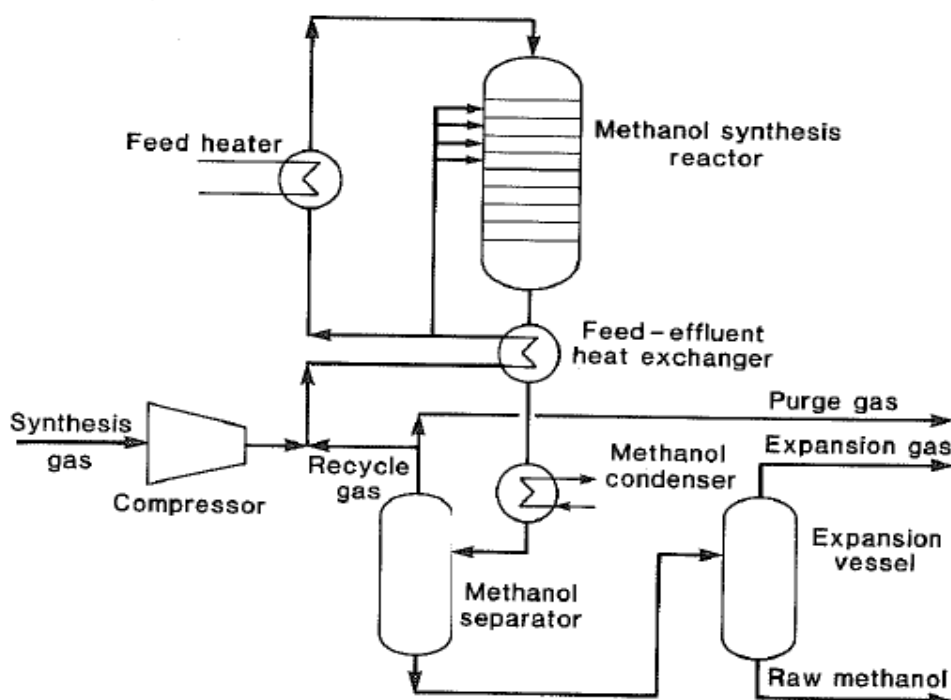 Feed heater
Methanol synthesis
reactor
Feed-effluent
heat exchanger
Synthesis
gas
Compressor
Recycle
gas
Purge gas
Expansion gas
Methanol
condenser
Expansion
vessel
Methanol
separator
Raw methanol